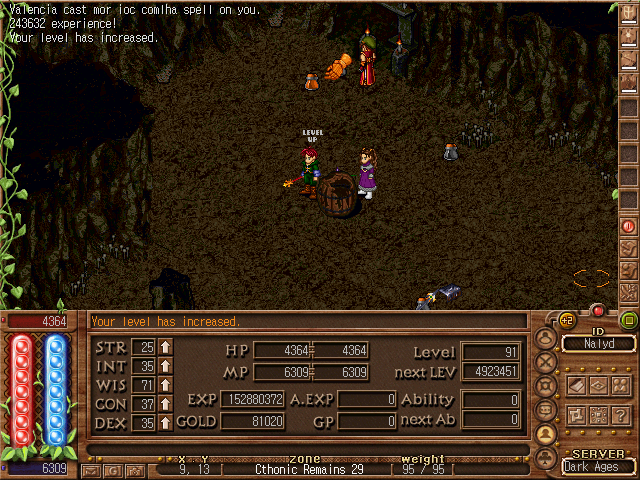 Valencia cast mor ioc comlha spell on you.
243632 experience!
Your level has increased.
LEVEL UP
4364 Your level has increased. +2 ID
Nalyd
STR 25 HP 4364 4364 Level 91
INT 35 MP 6309 6309 next LEV 4923451
WIS 71
CON 37 EXP 152880372 A.EXP 0 Ability 0
DEX 35 GOLD 81020 GP 0 next Ab 0
X Y zone weight SERVER
6309 G 9, 13 Cthonic Remains 29 95 / 95 Dark Ages
?